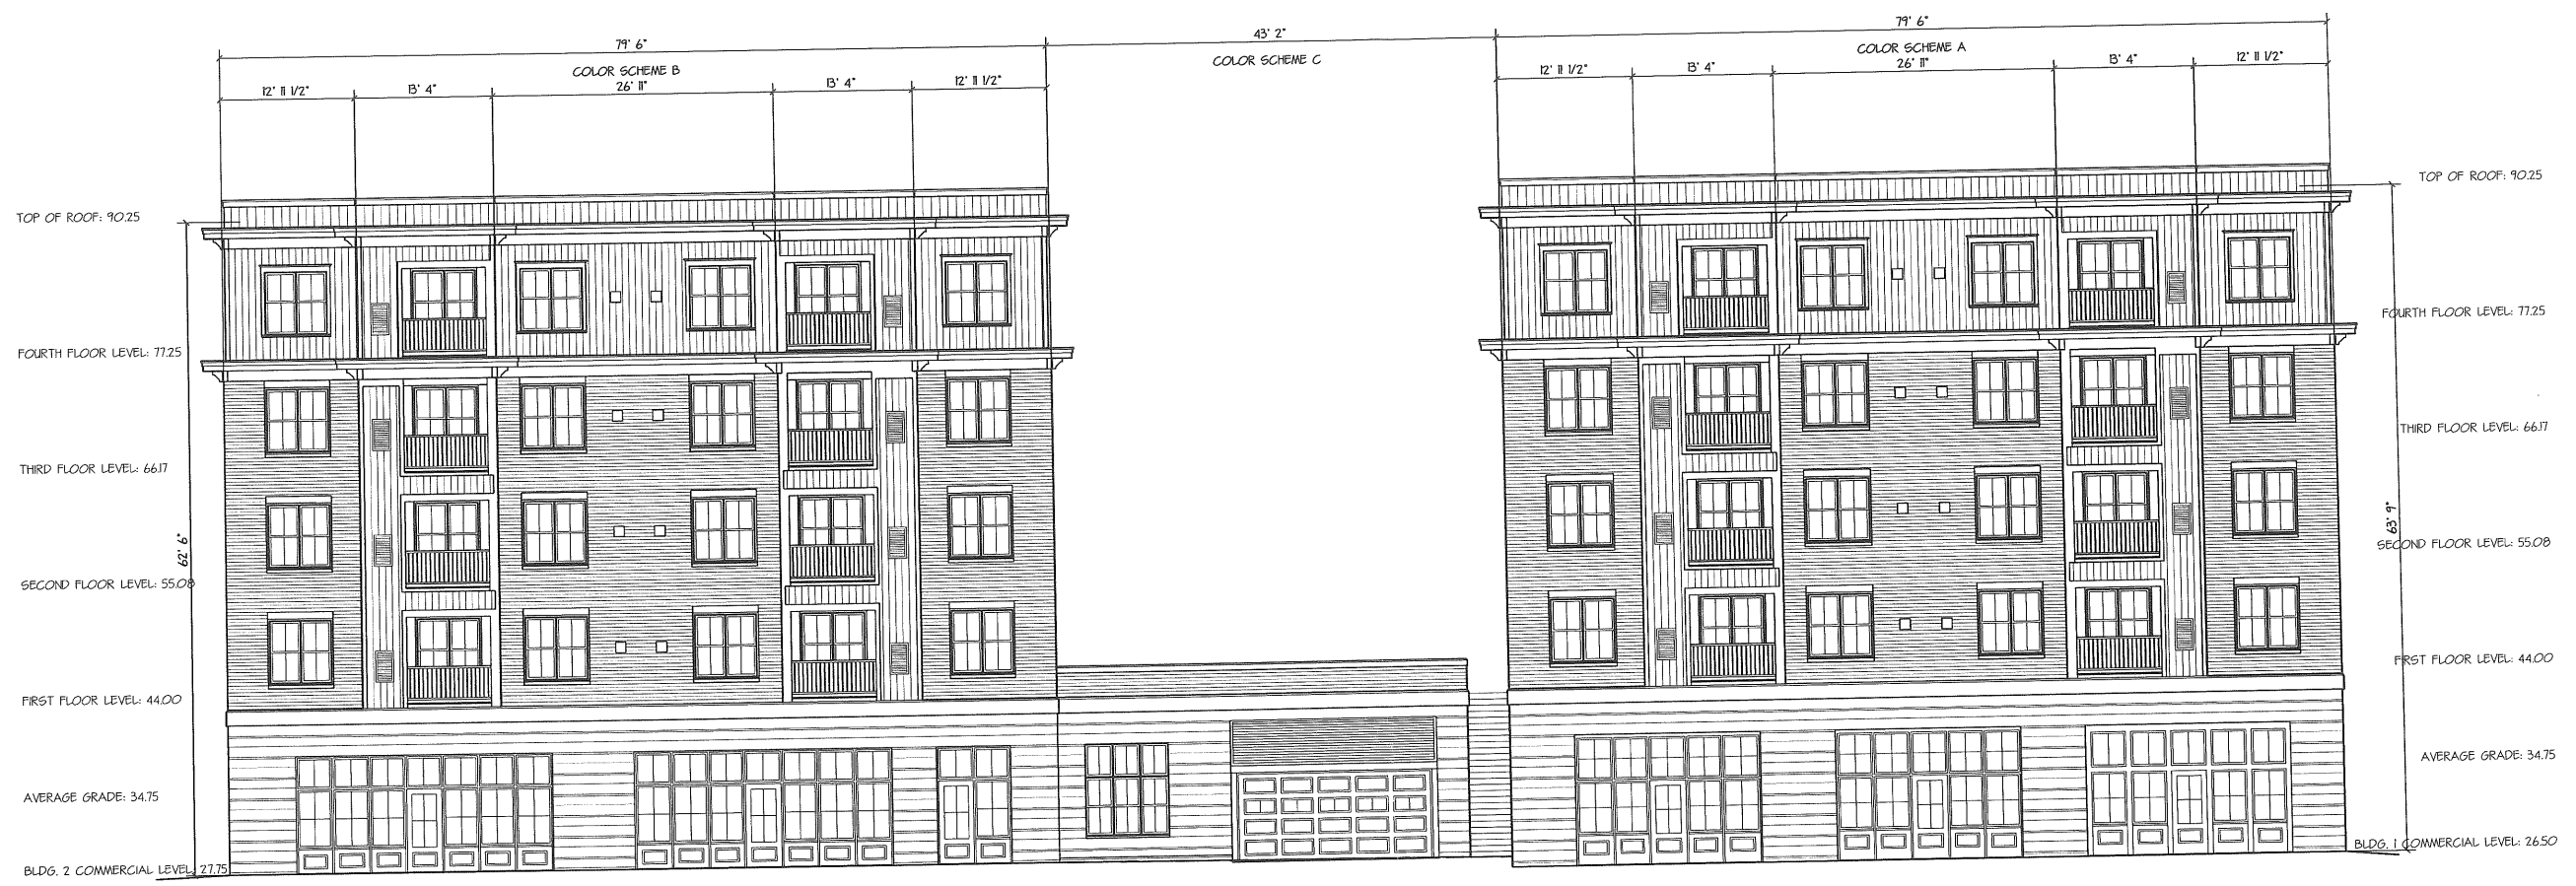 79' 6"
43' 2"
79' 6"
COLOR SCHEME B
COLOR SCHEME C
COLOR SCHEME A
12' 11 1/2"
13' 4"
26' 11"
13' 4"
12' 11 1/2"
12' 11 1/2"
13' 4"
26' 11"
13' 4"
12' 11 1/2"
TOP OF ROOF: 90.25
TOP OF ROOF: 90.25
FOURTH FLOOR LEVEL: 77.25
FOURTH FLOOR LEVEL: 77.25
THIRD FLOOR LEVEL: 66.17
THIRD FLOOR LEVEL: 66.17
62' 6"
63' 9"
SECOND FLOOR LEVEL: 55.08
SECOND FLOOR LEVEL: 55.08
FIRST FLOOR LEVEL: 44.00
FIRST FLOOR LEVEL: 44.00
AVERAGE GRADE: 34.75
AVERAGE GRADE: 34.75
BLDG. 2 COMMERCIAL LEVEL: 27.75
BLDG. 1 COMMERCIAL LEVEL: 26.50